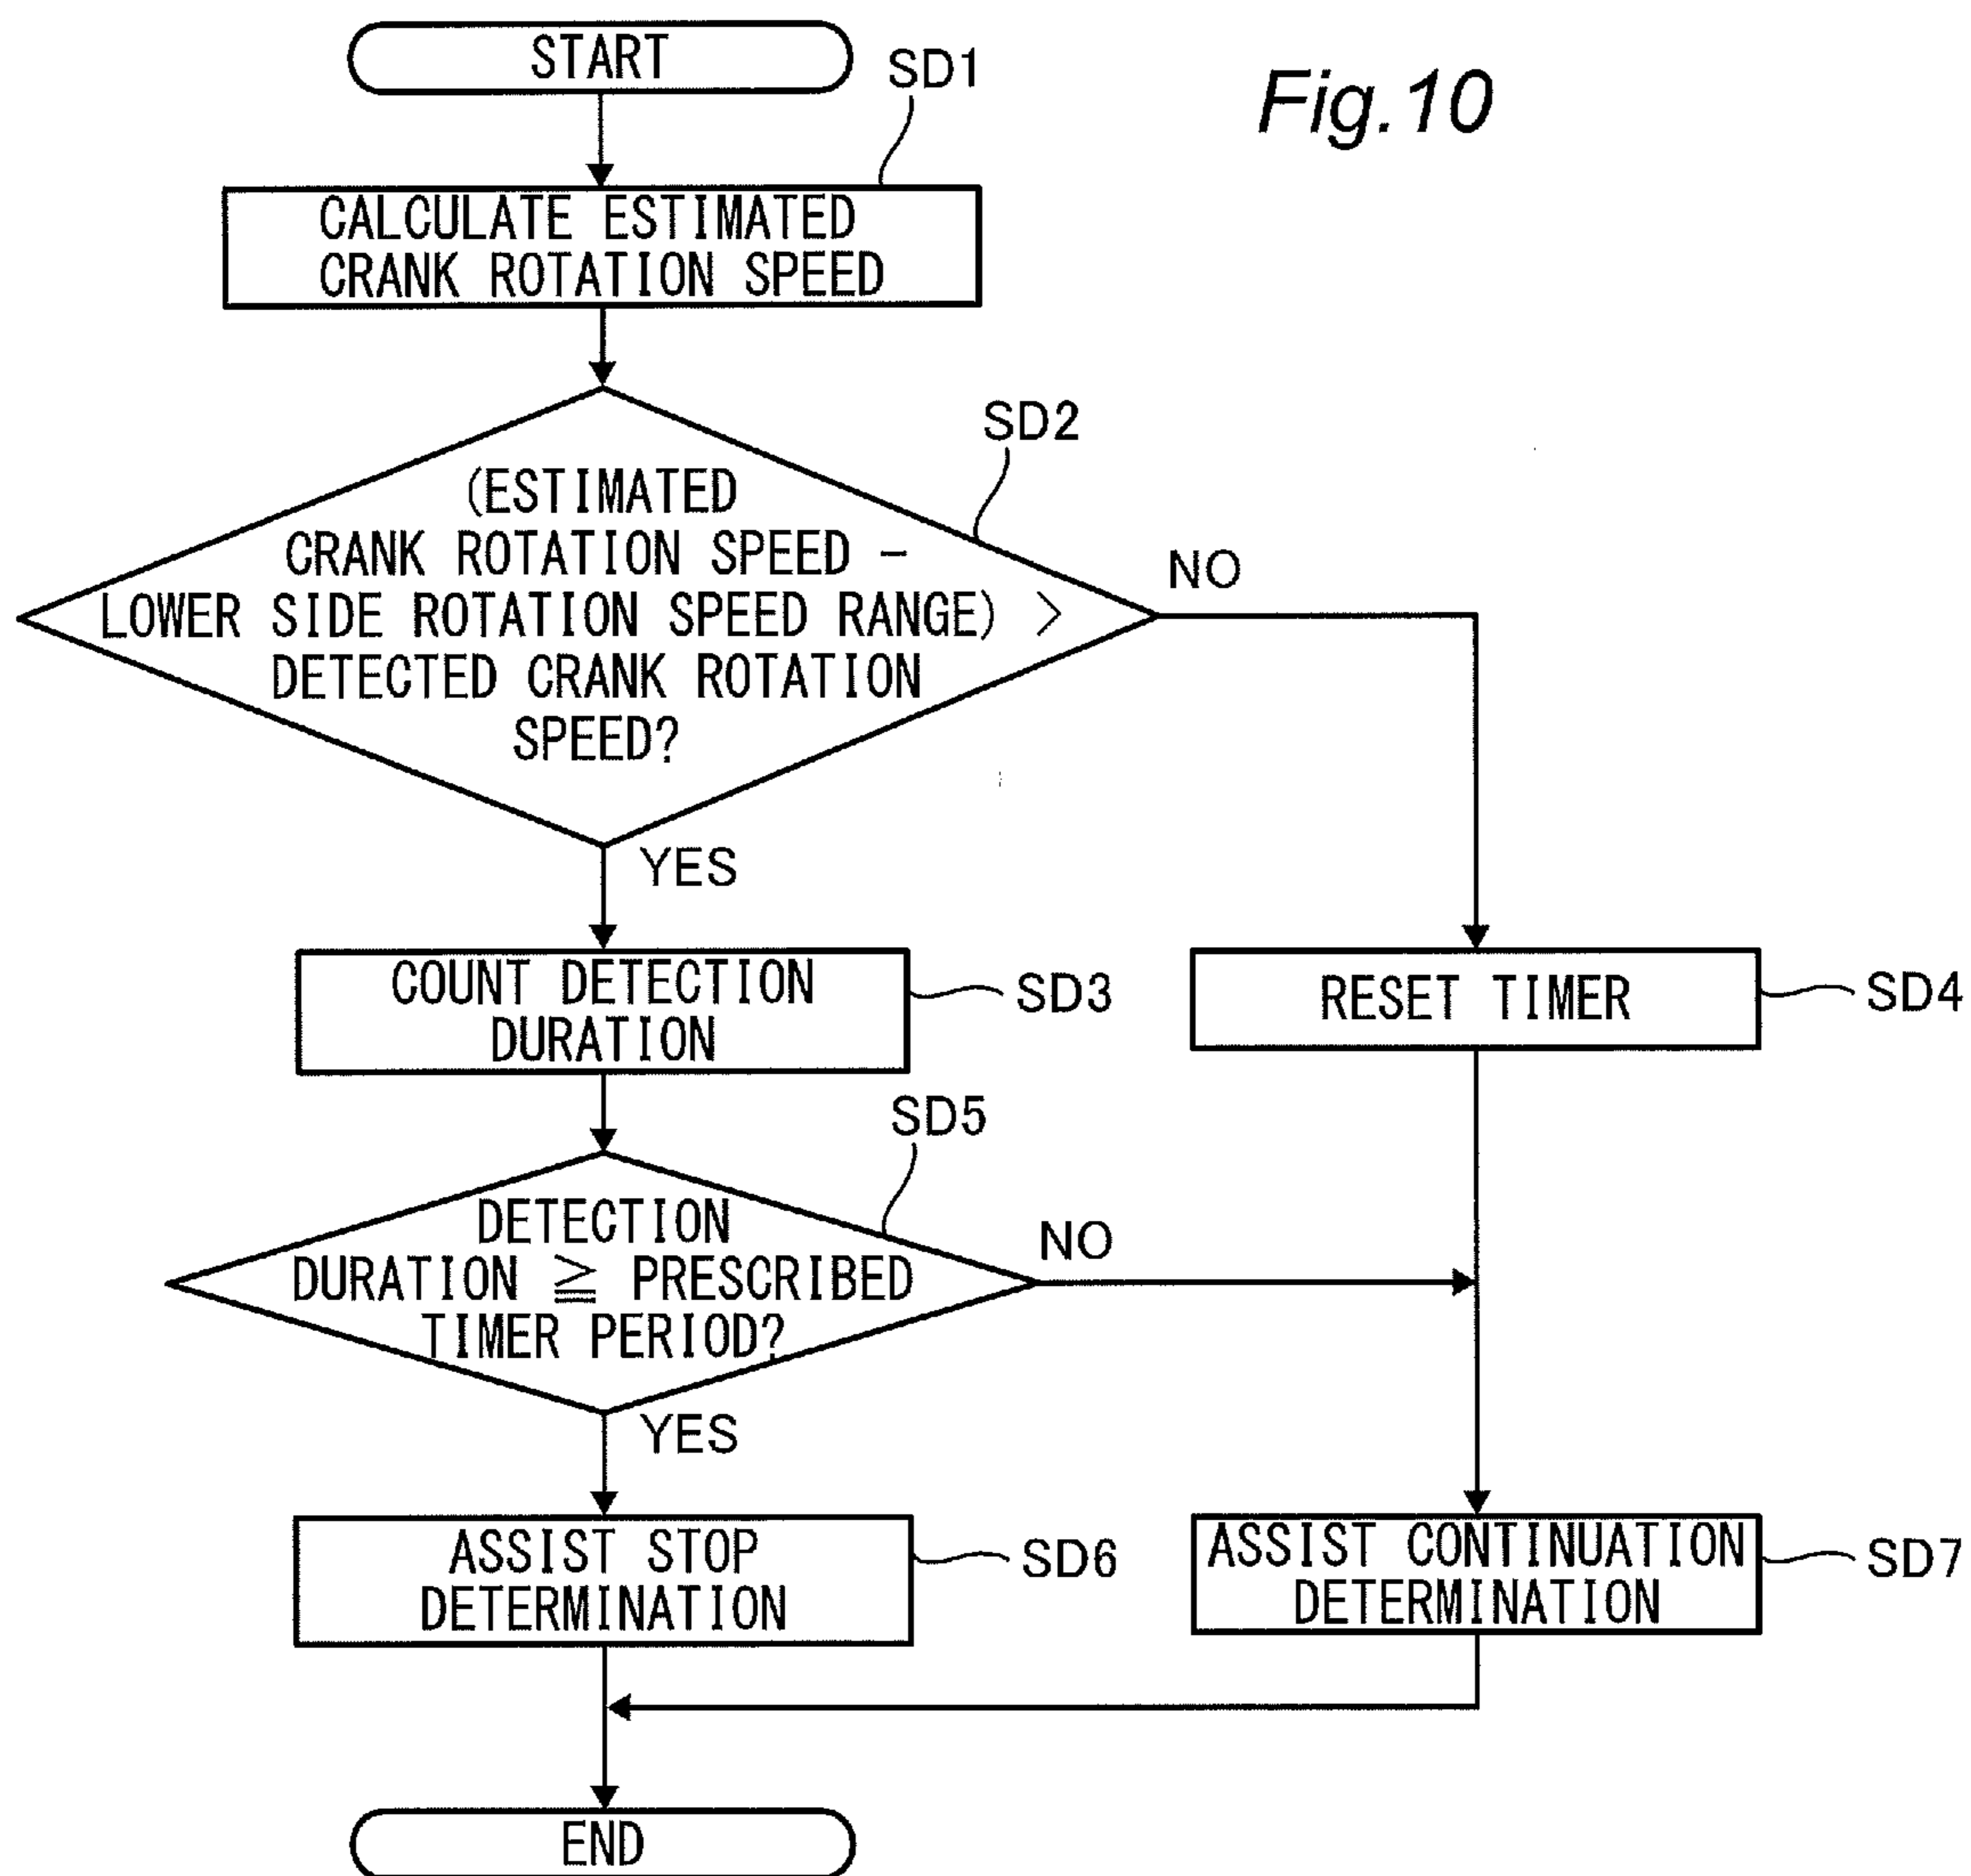 START
SD1
Fig.10
CALCULATE ESTIMATED
CRANK ROTATION SPEED
SD2
(ESTIMATED
CRANK ROTATION SPEED -
LOWER SIDE ROTATION SPEED RANGE) >
DETECTED CRANK ROTATION
SPEED?
NO
YES
COUNT DETECTION
DURATION
SD3
RESET TIMER
SD4
SD5
DETECTION
DURATION ≧ PRESCRIBED
TIMER PERIOD?
NO
YES
ASSIST STOP
DETERMINATION
SD6
ASSIST CONTINUATION
DETERMINATION
SD7
END